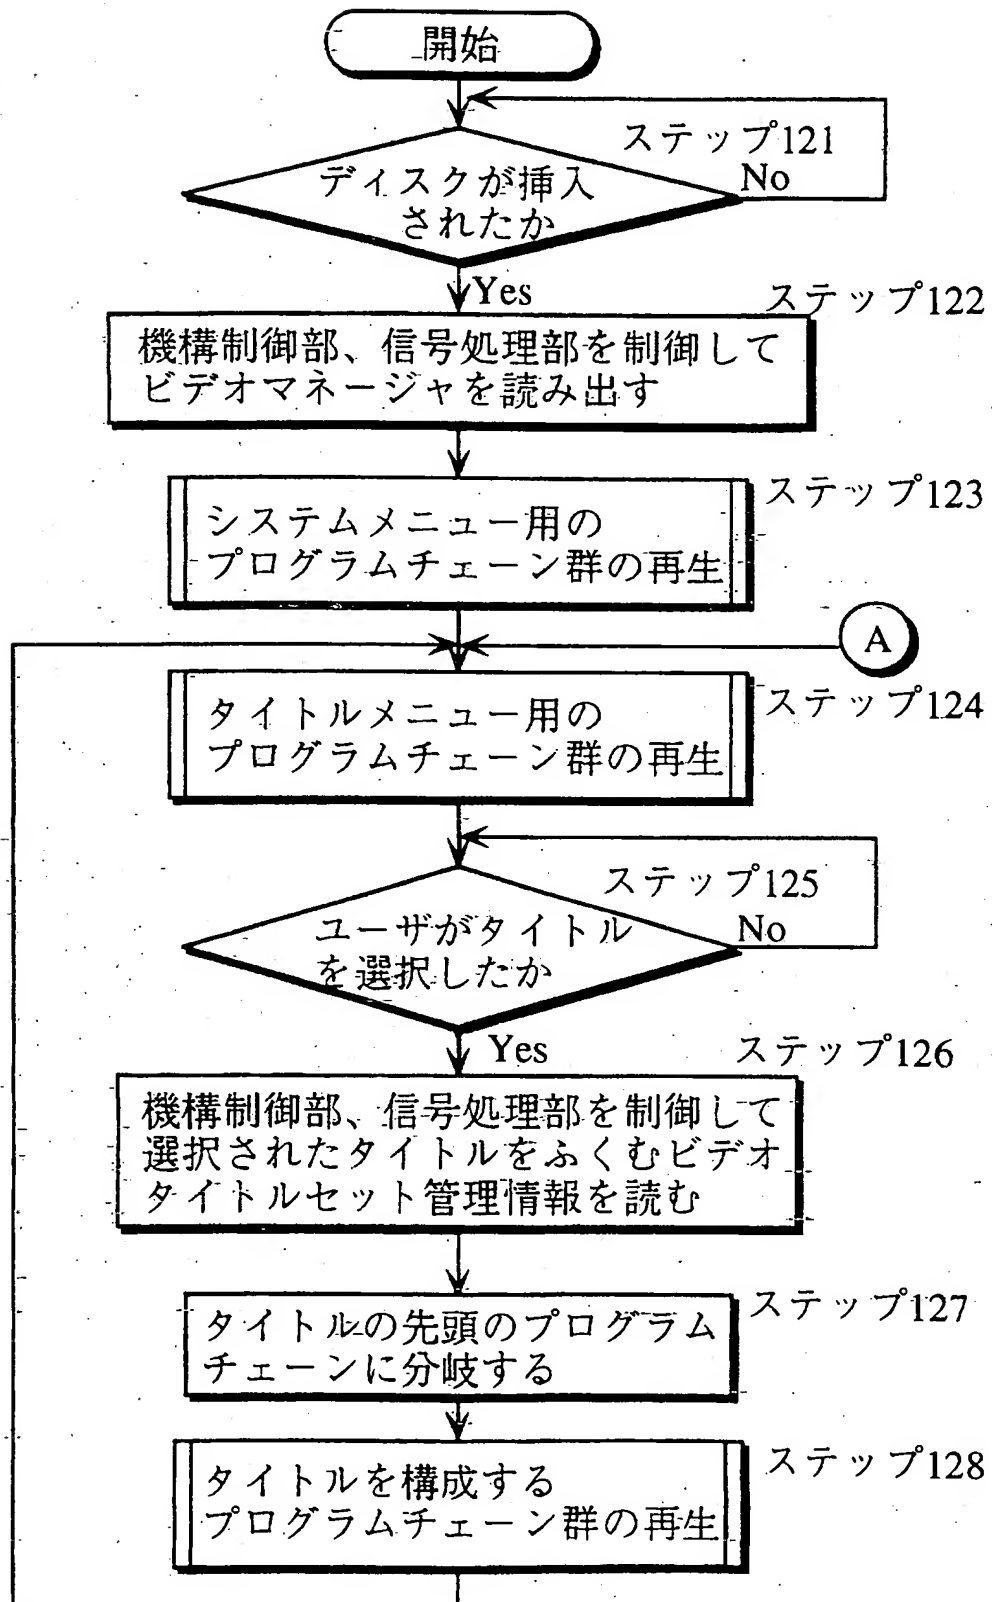 開始
ステップ121
No
ディスクが挿入
されたか
Yes
ステップ122
機構制御部、信号処理部を制御して
ビデオマネージャを読み出す
ステップ123
システムメニュー用の
プログラムチェーン群の再生
A
ステップ124
タイトルメニュー用の
プログラムチェーン群の再生
ステップ125
No
ユーザがタイトル
を選択したか
Yes
ステップ126
機構制御部、信号処理部を制御して
選択されたタイトルをふくむビデオ
タイトルセット管理情報を読む
ステップ127
タイトルの先頭のプログラム
チェーンに分岐する
ステップ128
タイトルを構成する
プログラムチェーン群の再生